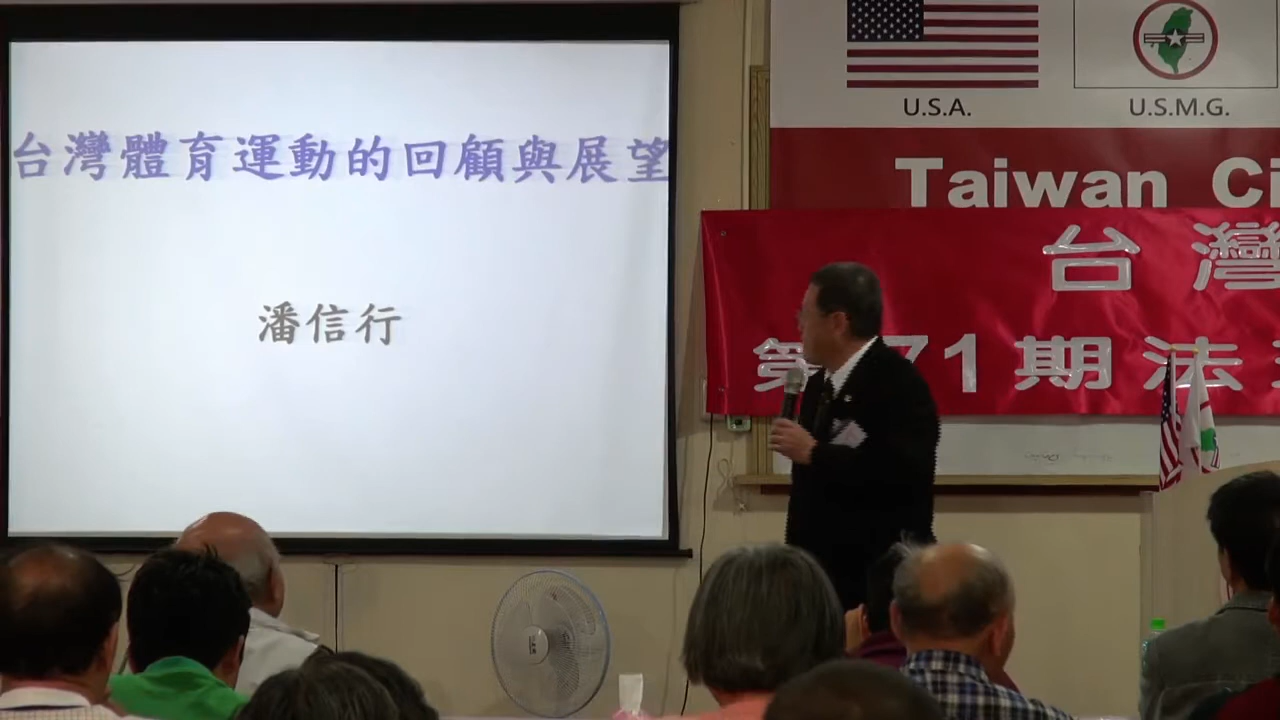 台灣體育運動的回顧與展望
潘信行
U.S.A.
U.S.M.G.
Taiwan Ci
台灣
第71期法